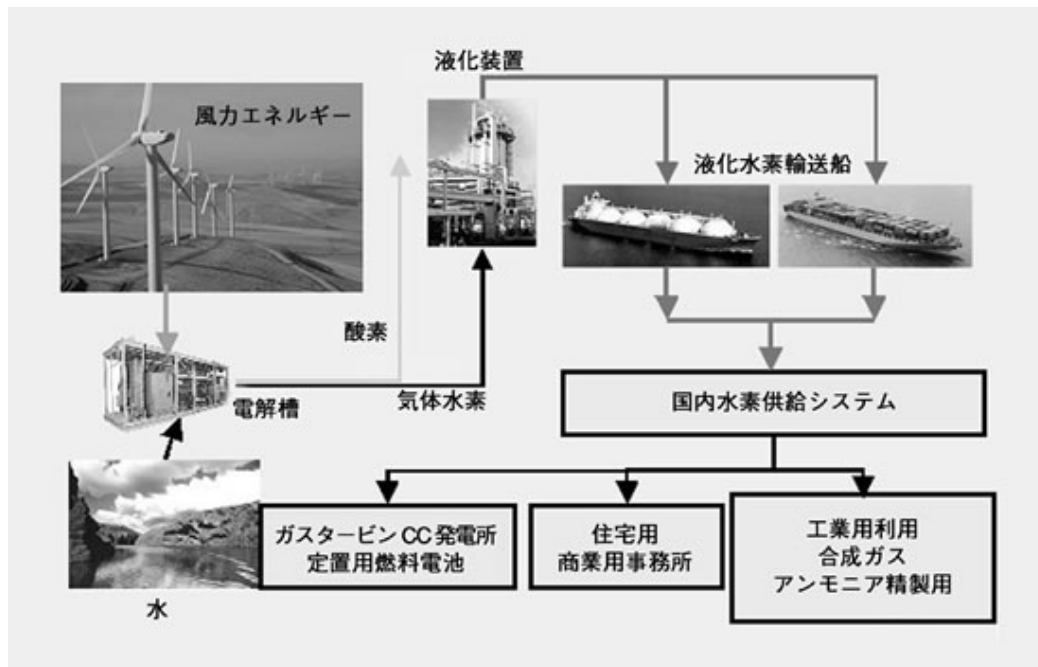 液化装置
風力エネルギー
液化水素輸送船
酸素
電解槽
気体水素
国内水素供給システム
水
ガスタービンCC発電所
定置用燃料電池
住宅用
商業用事務所
工業用利用
合成ガス
アンモニア精製用